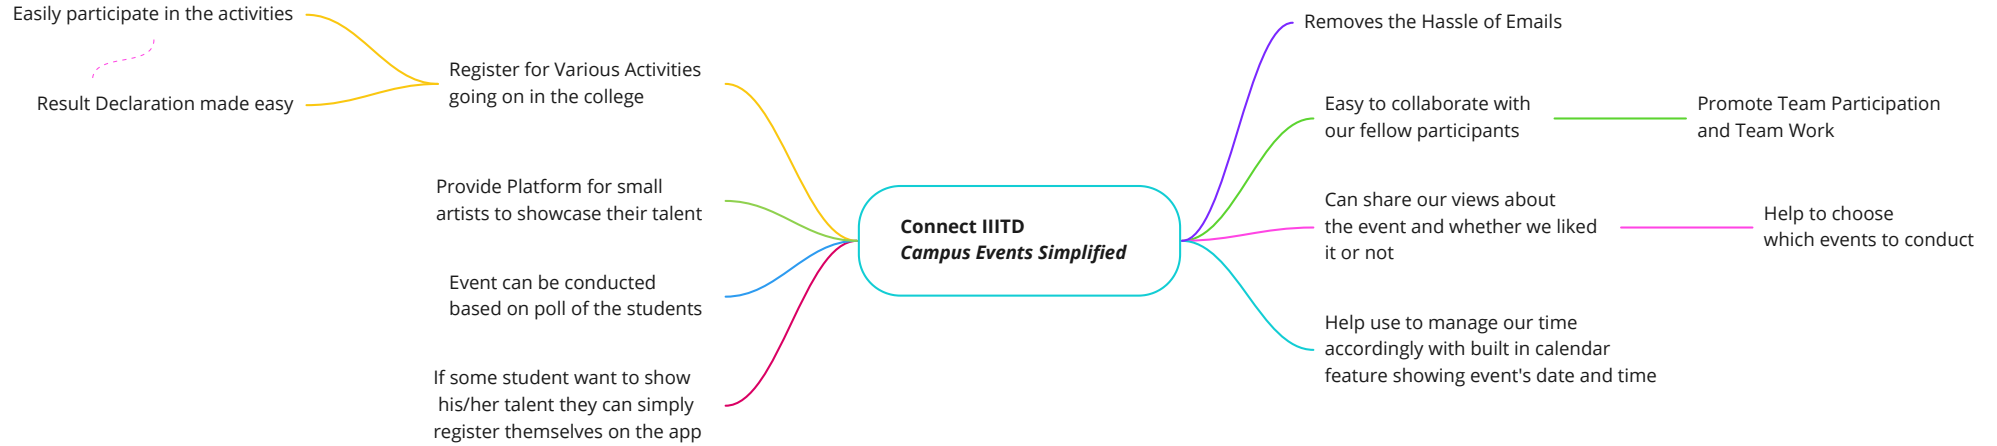 Easily participate in the activities
Result Declaration made easy
Register for Various Activities
going on in the college
Provide Platform for small
artists to showcase their talent
Event can be conducted
based on poll of the students
If some student want to show
his/her talent they can simply
register themselves on the app
Connect IIITD
Campus Events Simplified
Removes the Hassle of Emails
Easy to collaborate with
our fellow participants
Promote Team Participation
and Team Work
Can share our views about
the event and whether we liked
it or not
Help to choose
which events to conduct
Help use to manage our time
accordingly with built in calendar
feature showing event's date and time